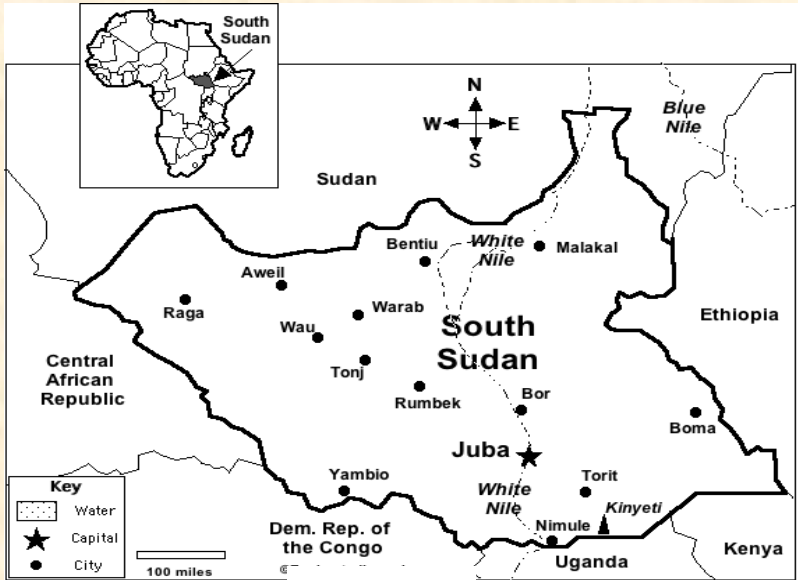 South
Sudan
N
W E
S
Blue
Nile
Sudan
Bentiu
White
Nile
Malakal
Aweil
Raga
Warab
Wau
Ethiopia
South
Sudan
Central
African
Republic
Tonj
Rumbek
Bor
Boma
Juba
Yambio
Torit
White
Nile
Kinyeti
Nimule
Key
Water
Capital
City
Dem. Rep. of
the Congo
Uganda
Kenya
100 miles